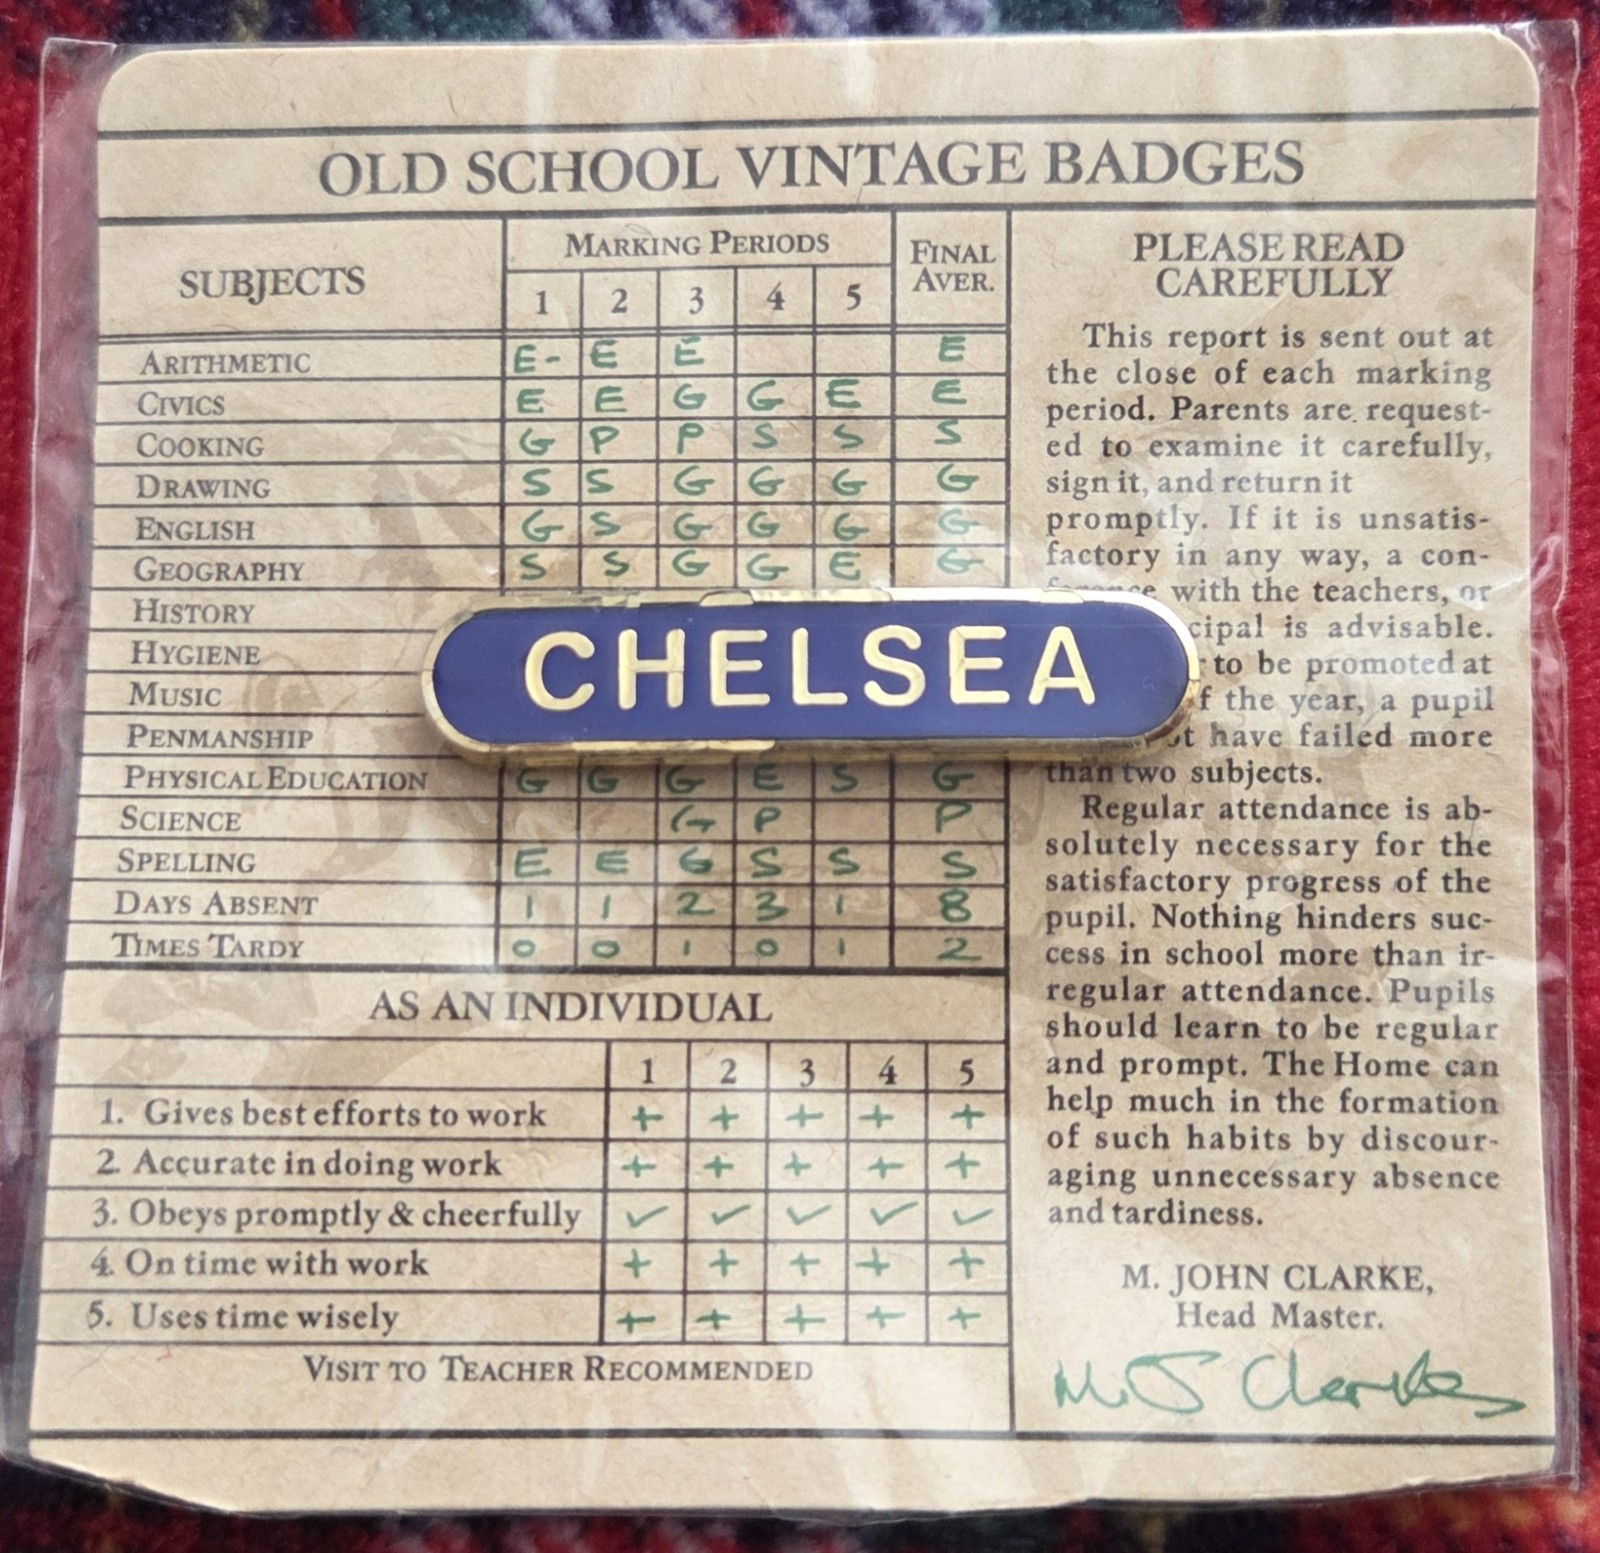 OLD SCHOOL VINTAGE BADGES
SUBJECTS
MARKING PERIODS
FINAL AVER.
1 2 3 4 5
ARITHMETIC E- E E E
CIVICS E E G G E E
COOKING G P P S S S
DRAWING S S G G G G
ENGLISH G S G G G G
GEOGRAPHY S S G G E G
HISTORY
HYGIENE
MUSIC
PENMANSHIP
PHYSICAL EDUCATION G G G E S G
SCIENCE G P P
SPELLING E E G S S S
DAYS ABSENT 1 1 2 3 1 8
TIMES TARDY 0 0 1 0 1 2
CHELSEA
AS AN INDIVIDUAL
1 2 3 4 5
1. Gives best efforts to work + + + + +
2. Accurate in doing work + + + + +
3. Obeys promptly & cheerfully ✓ ✓ ✓ ✓ ✓
4. On time with work + + + + +
5. Uses time wisely + + + + +
VISIT TO TEACHER RECOMMENDED
PLEASE READ
CAREFULLY
This report is sent out at
the close of each marking
period. Parents are request-
ed to examine it carefully,
sign it, and return it
promptly. If it is unsatis-
factory in any way, a con-
with the teachers, or
is advisable.
to be promoted at
the year, a pupil
have failed more
than two subjects.
Regular attendance is ab-
solutely necessary for the
satisfactory progress of the
pupil. Nothing hinders suc-
cess in school more than ir-
regular attendance. Pupils
should learn to be regular
and prompt. The Home can
help much in the formation
of such habits by discour-
aging unnecessary absence
and tardiness.
M. JOHN CLARKE,
Head Master.
M. J Clarke